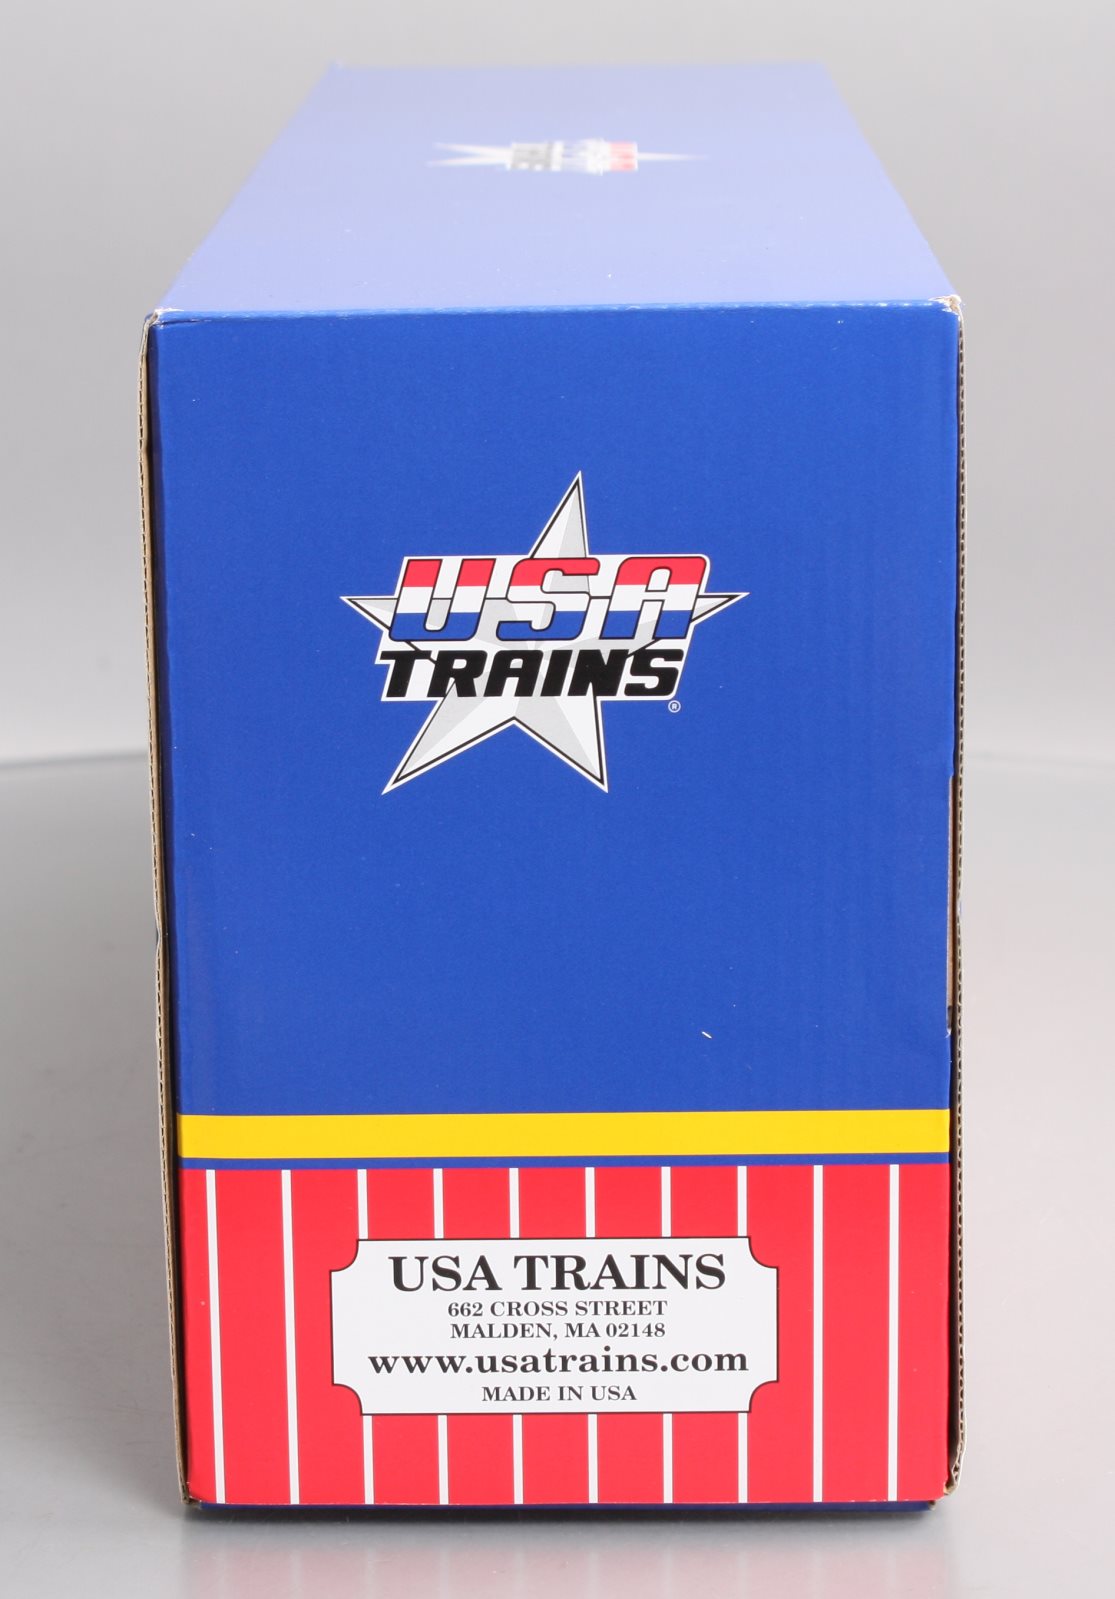 USA
TRAINS
®
USA TRAINS
662 CROSS STREET
MALDEN, MA 02148
www.usatrains.com
MADE IN USA